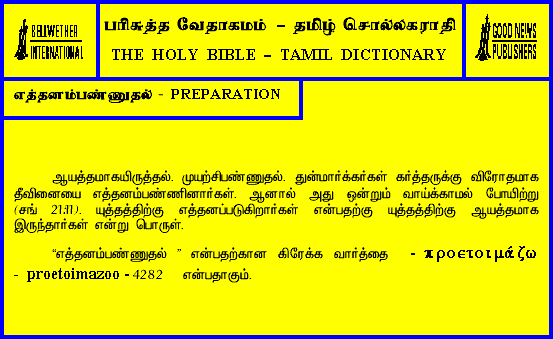 BELLWETHER
INTERNATIONAL
பரிசுத்த வேதாகமம் – தமிழ் சொல்லகராதி
THE HOLY BIBLE – TAMIL DICTIONARY
GOOD NEWS
PUBLISHERS
எத்தனம்பண்ணுதல் - PREPARATION
ஆயத்தமாகயிருத்தல். முயற்சிபண்ணுதல். துன்மார்க்கர்கள் கர்த்தருக்கு விரோதமாக
தீவினையை எத்தனம்பண்ணினார்கள். ஆனால் அது ஒன்றும் வாய்க்காமல் போயிற்று
(சங் 21:11). யுத்தத்திற்கு எத்தனப்படுகிறார்கள் என்பதற்கு யுத்தத்திற்கு ஆயத்தமாக
இருந்தார்கள் என்று பொருள்.
“எத்தனம்பண்ணுதல் ” என்பதற்கான கிரேக்க வார்த்தை - προετοιμάζω
- proetoimazoo - 4282 என்பதாகும்.